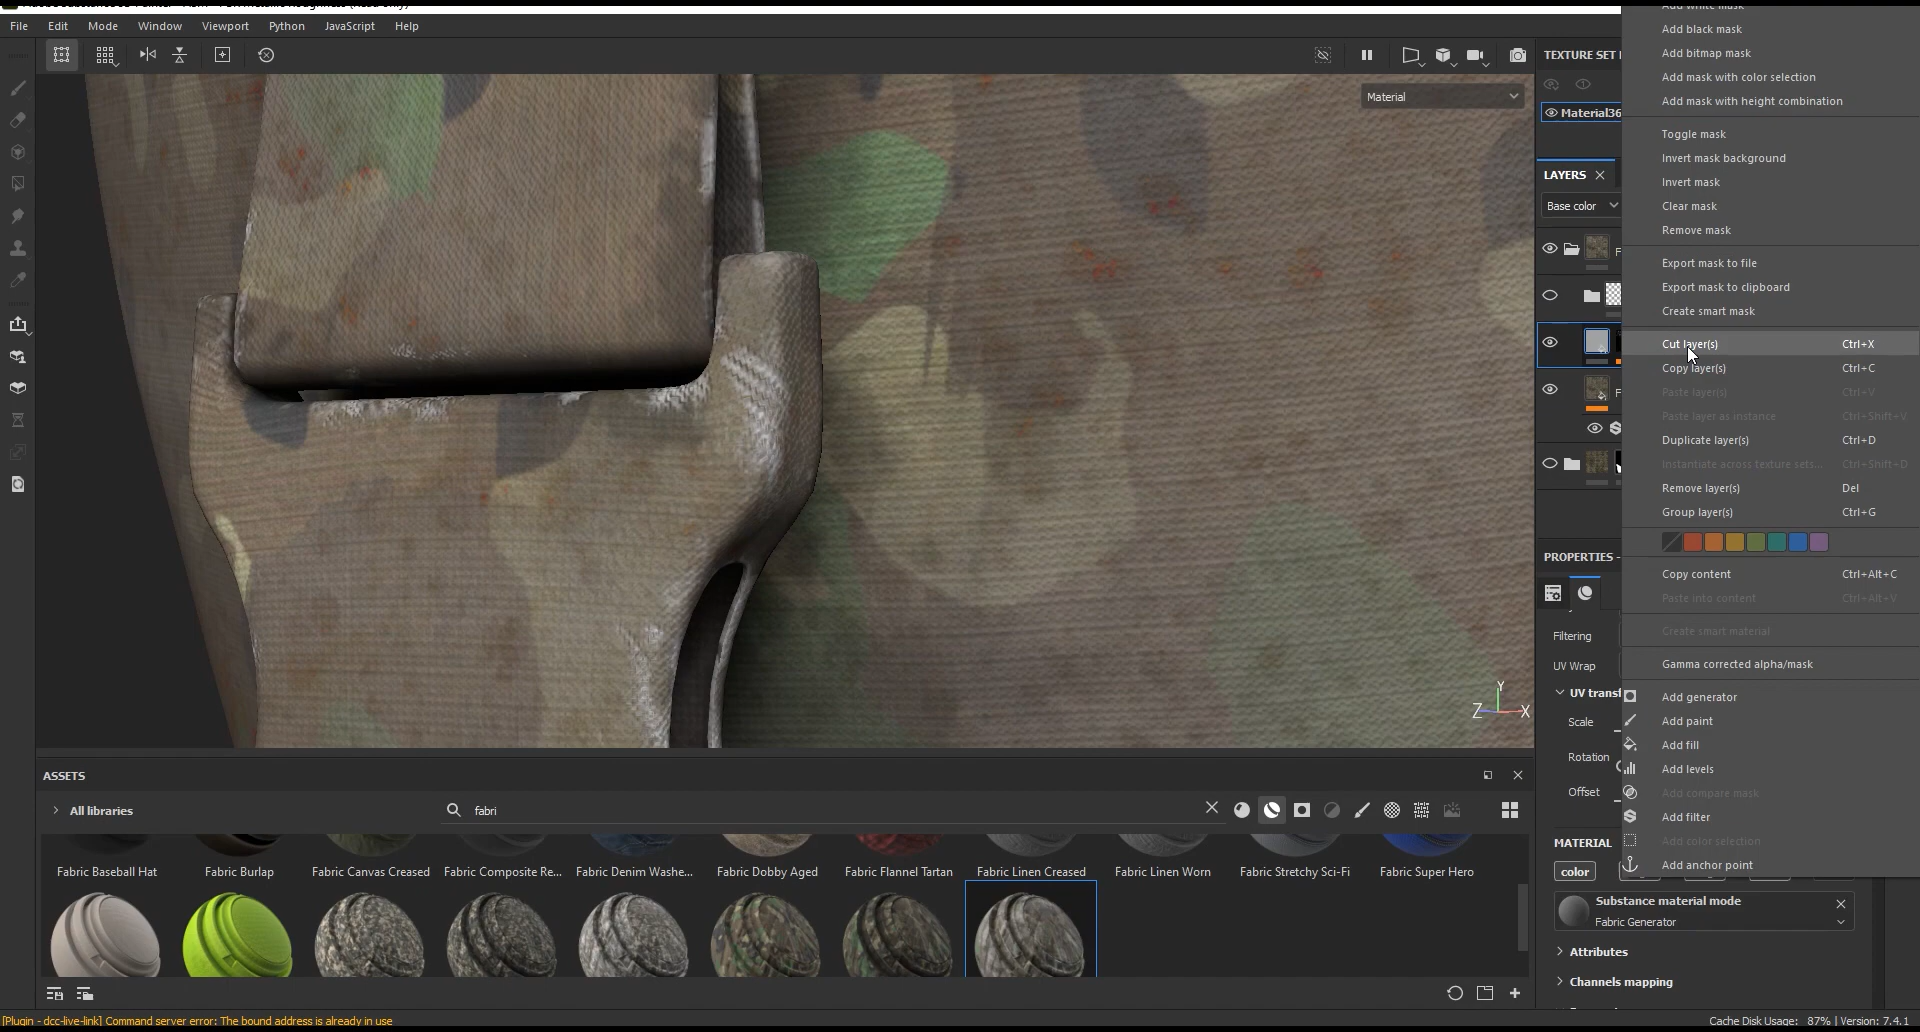 File Edit Mode Window Viewport Python JavaScript Help
Material
TEXTURE SET
Material36
LAYERS
Base color
F
F
PROPERTIES -
Filtering
UV Wrap
UV transf
Scale
Rotation
Offset
MATERIAL
color
Substance material mode
Fabric Generator
Attributes
Channels mapping
Add white mask
Add black mask
Add bitmap mask
Add mask with color selection
Add mask with height combination
Toggle mask
Invert mask background
Invert mask
Clear mask
Remove mask
Export mask to file
Export mask to clipboard
Create smart mask
Cut layer(s) Ctrl+X
Copy layer(s) Ctrl+C
Paste layer(s) Ctrl+V
Paste layer as instance Ctrl+Shift+V
Duplicate layer(s) Ctrl+D
Instantiate across texture sets... Ctrl+Shift+D
Remove layer(s) Del
Group layer(s) Ctrl+G
Copy content Ctrl+Alt+C
Paste into content Ctrl+Alt+V
Create smart material
Gamma corrected alpha/mask
Add generator
Add paint
Add fill
Add levels
Add compare mask
Add filter
Add color selection
Add anchor point
Y
Z X
ASSETS
All libraries
fabri
Fabric Baseball Hat Fabric Burlap Fabric Canvas Creased Fabric Composite Re... Fabric Denim Washe... Fabric Dobby Aged Fabric Flannel Tartan Fabric Linen Creased Fabric Linen Worn Fabric Stretchy Sci-Fi Fabric Super Hero
[Plugin - dcc-live-link] Command server error: The bound address is already in use
Cache Disk Usage: 87% | Version: 7.4.1